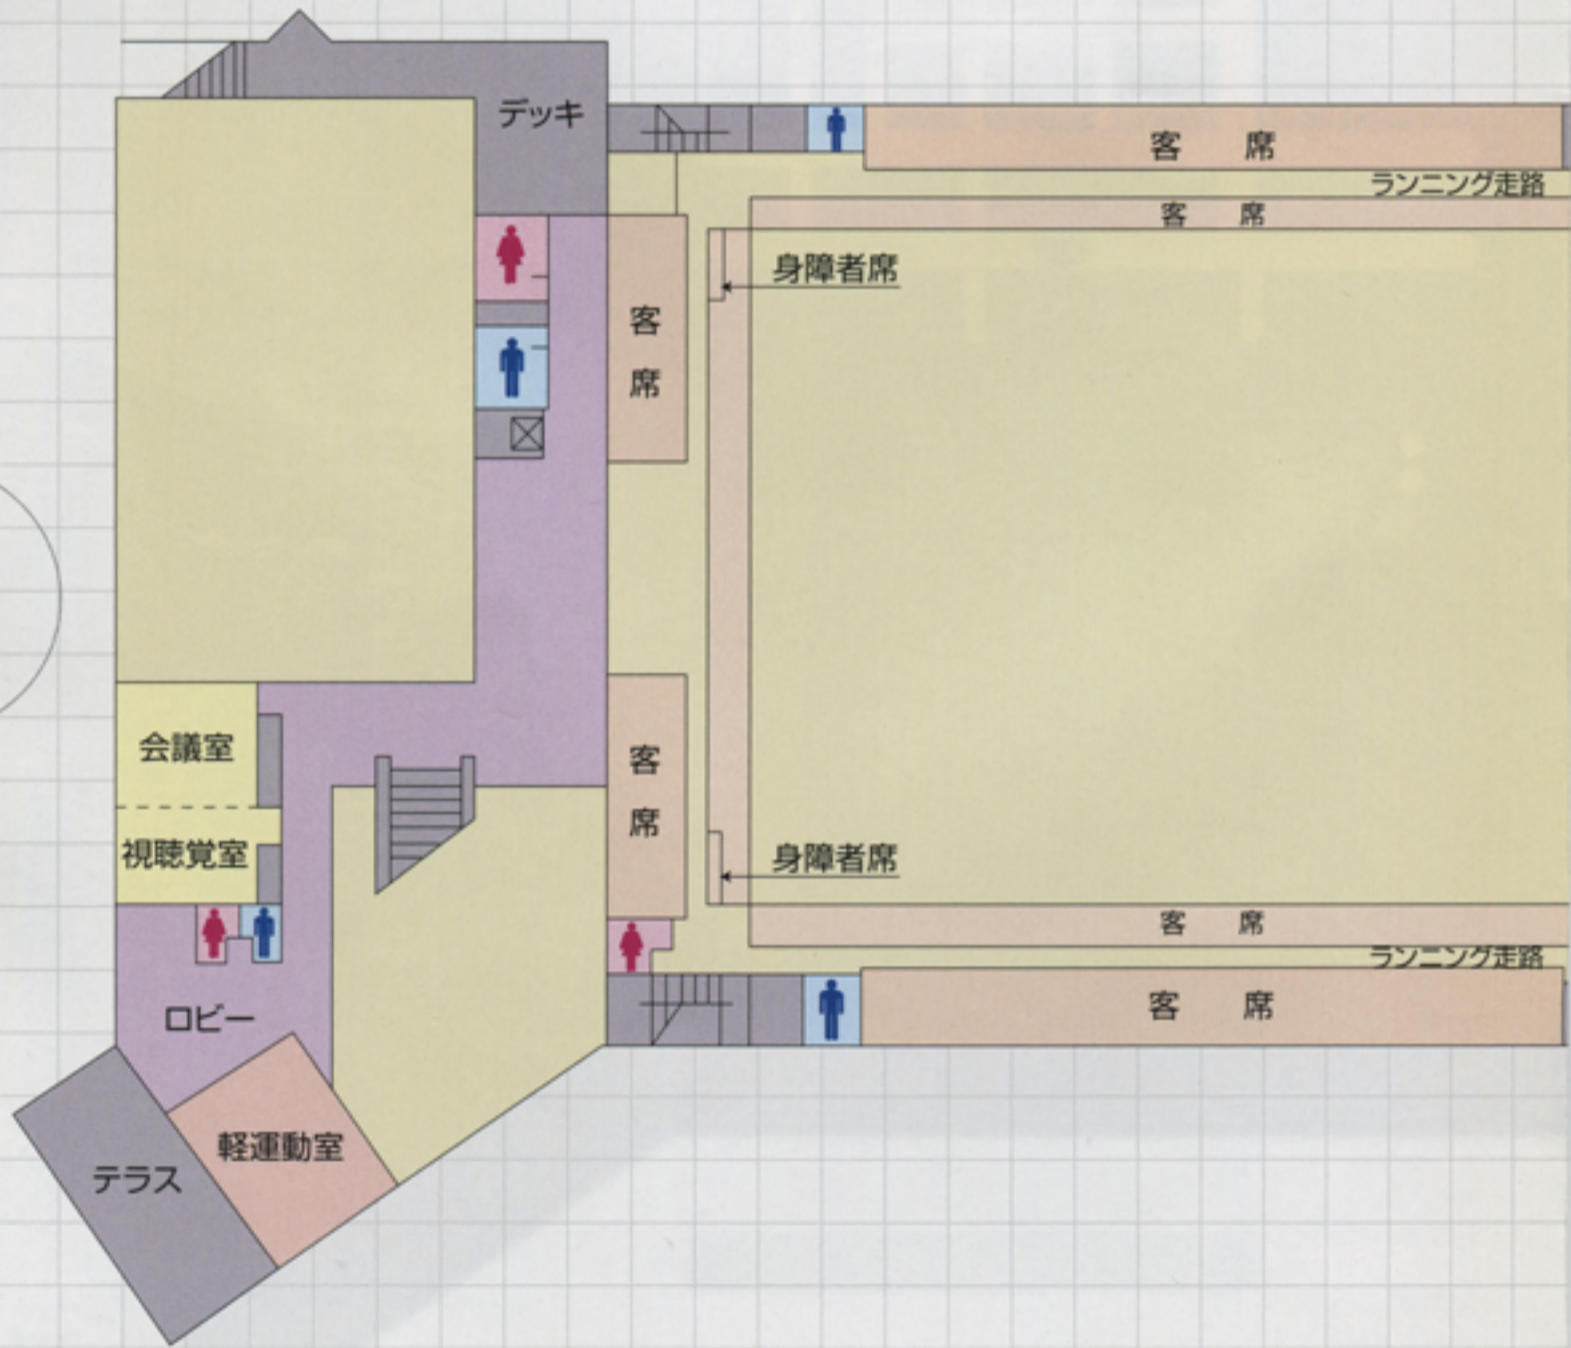 デッキ
客 席
ランニング走路
客 席
身障者席
客席
会議室
視聴覚室
客席
身障者席
客 席
ランニング走路
客 席
ロビー
軽運動室
テラス